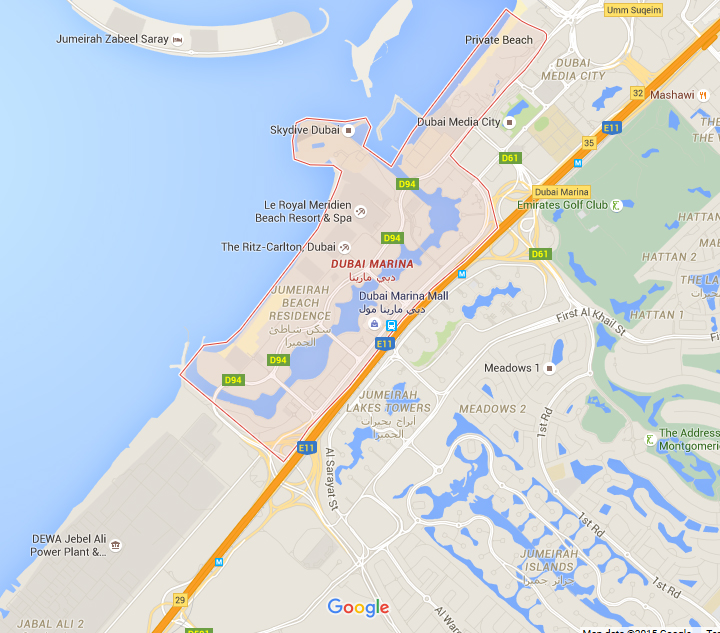 Umm Suqeim
Jumeirah Zabeel Saray
Private Beach
DUBAI
MEDIA CITY
32
Mashawi
Skydive Dubai
Dubai Media City
E11
35
THE
D61
M
D94
Dubai Marina
Le Royal Meridien
Beach Resort & Spa
Emirates Golf Club
HATTAN
D94
The Ritz-Carlton, Dubai
D61
HATTAN 2
DUBAI MARINA
دبي مارينا
M
THE LA
JUMEIRAH
BEACH
RESIDENCE
سكن شاطئ
الجميرا
Dubai Marina Mall
دبي مارينا مول
First Al Khail St
HATTAN 1
Fir
E11
D94
D94
Meadows 1
JUMEIRAH
LAKES TOWERS
ابراج بحيرات
الجميرا
MEADOWS 2
1st Rd
The Address
Montgomeri
E11
Al Sarayat St
DEWA Jebel Ali
Power Plant &...
1st Rd
JUMEIRAH
ISLANDS
جزائر جميرا
M
1st Rd
29
Google
JABAL ALI 2
D591
Al War
Map data ©2015 Google